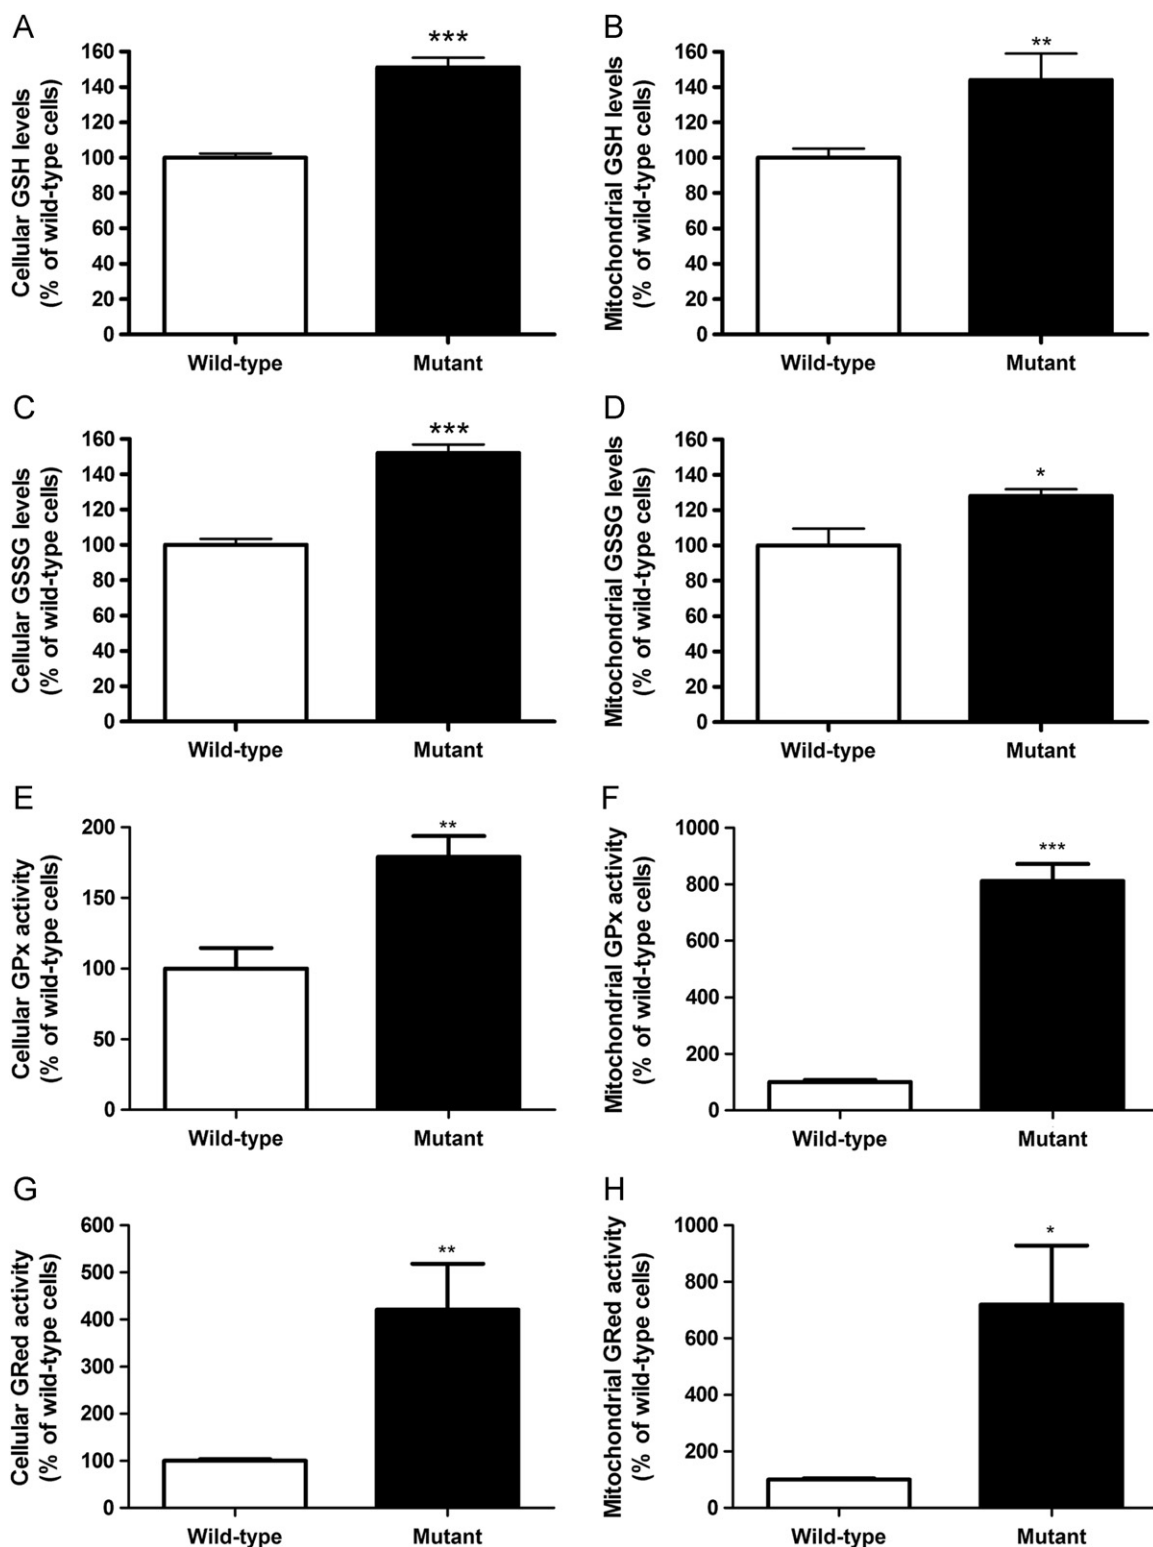 A
Cellular GSH levels
(% of wild-type cells)
***
160
140
120
100
80
60
40
20
0
Wild-type Mutant
B
Mitochondrial GSH levels
(% of wild-type cells)
**
160
140
120
100
80
60
40
20
0
Wild-type Mutant
C
Cellular GSSG levels
(% of wild-type cells)
***
160
140
120
100
80
60
40
20
0
Wild-type Mutant
D
Mitochondrial GSSG levels
(% of wild-type cells)
*
160
140
120
100
80
60
40
20
0
Wild-type Mutant
E
Cellular GPx activity
(% of wild-type cells)
**
200
150
100
50
0
Wild-type Mutant
F
Mitochondrial GPx activity
(% of wild-type cells)
***
1000
800
600
400
200
0
Wild-type Mutant
G
Cellular GRed activity
(% of wild-type cells)
**
600
500
400
300
200
100
0
Wild-type Mutant
H
Mitochondrial GRed activity
(% of wild-type cells)
*
1000
800
600
400
200
0
Wild-type Mutant